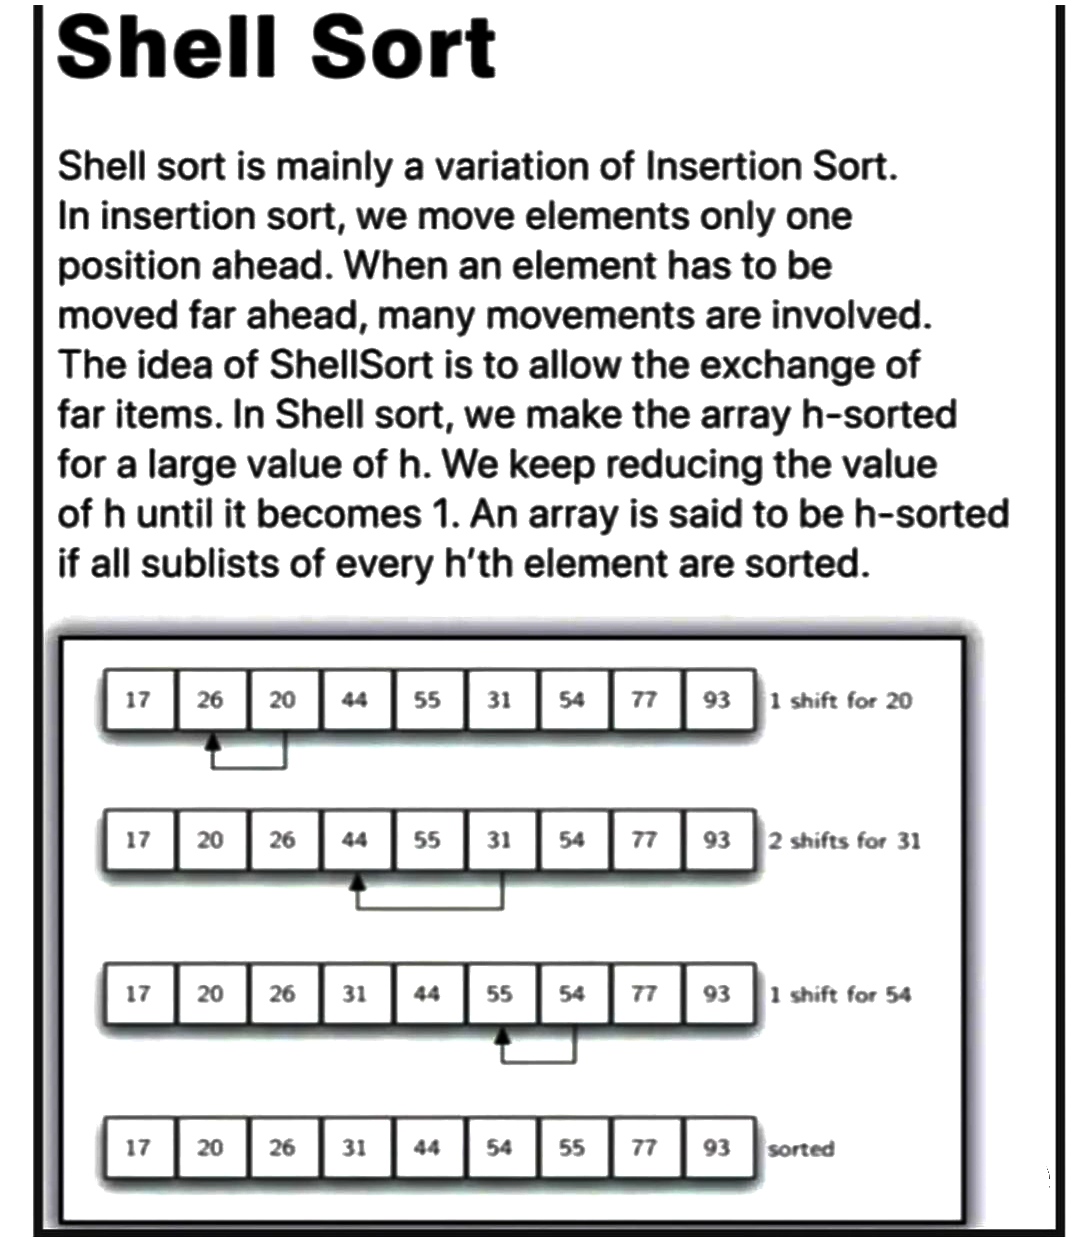 Shell Sort
Shell sort is mainly a variation of Insertion Sort.
In insertion sort, we move elements only one
position ahead. When an element has to be
moved far ahead, many movements are involved.
The idea of ShellSort is to allow the exchange of
far items. In Shell sort, we make the array h-sorted
for a large value of h. We keep reducing the value
of h until it becomes 1. An array is said to be h-sorted
if all sublists of every h'th element are sorted.
17 26 20 44 55 31 54 77 93 1 shift for 20
17 20 26 44 55 31 54 77 93 2 shifts for 31
17 20 26 31 44 55 54 77 93 1 shift for 54
17 20 26 31 44 54 55 77 93 sorted